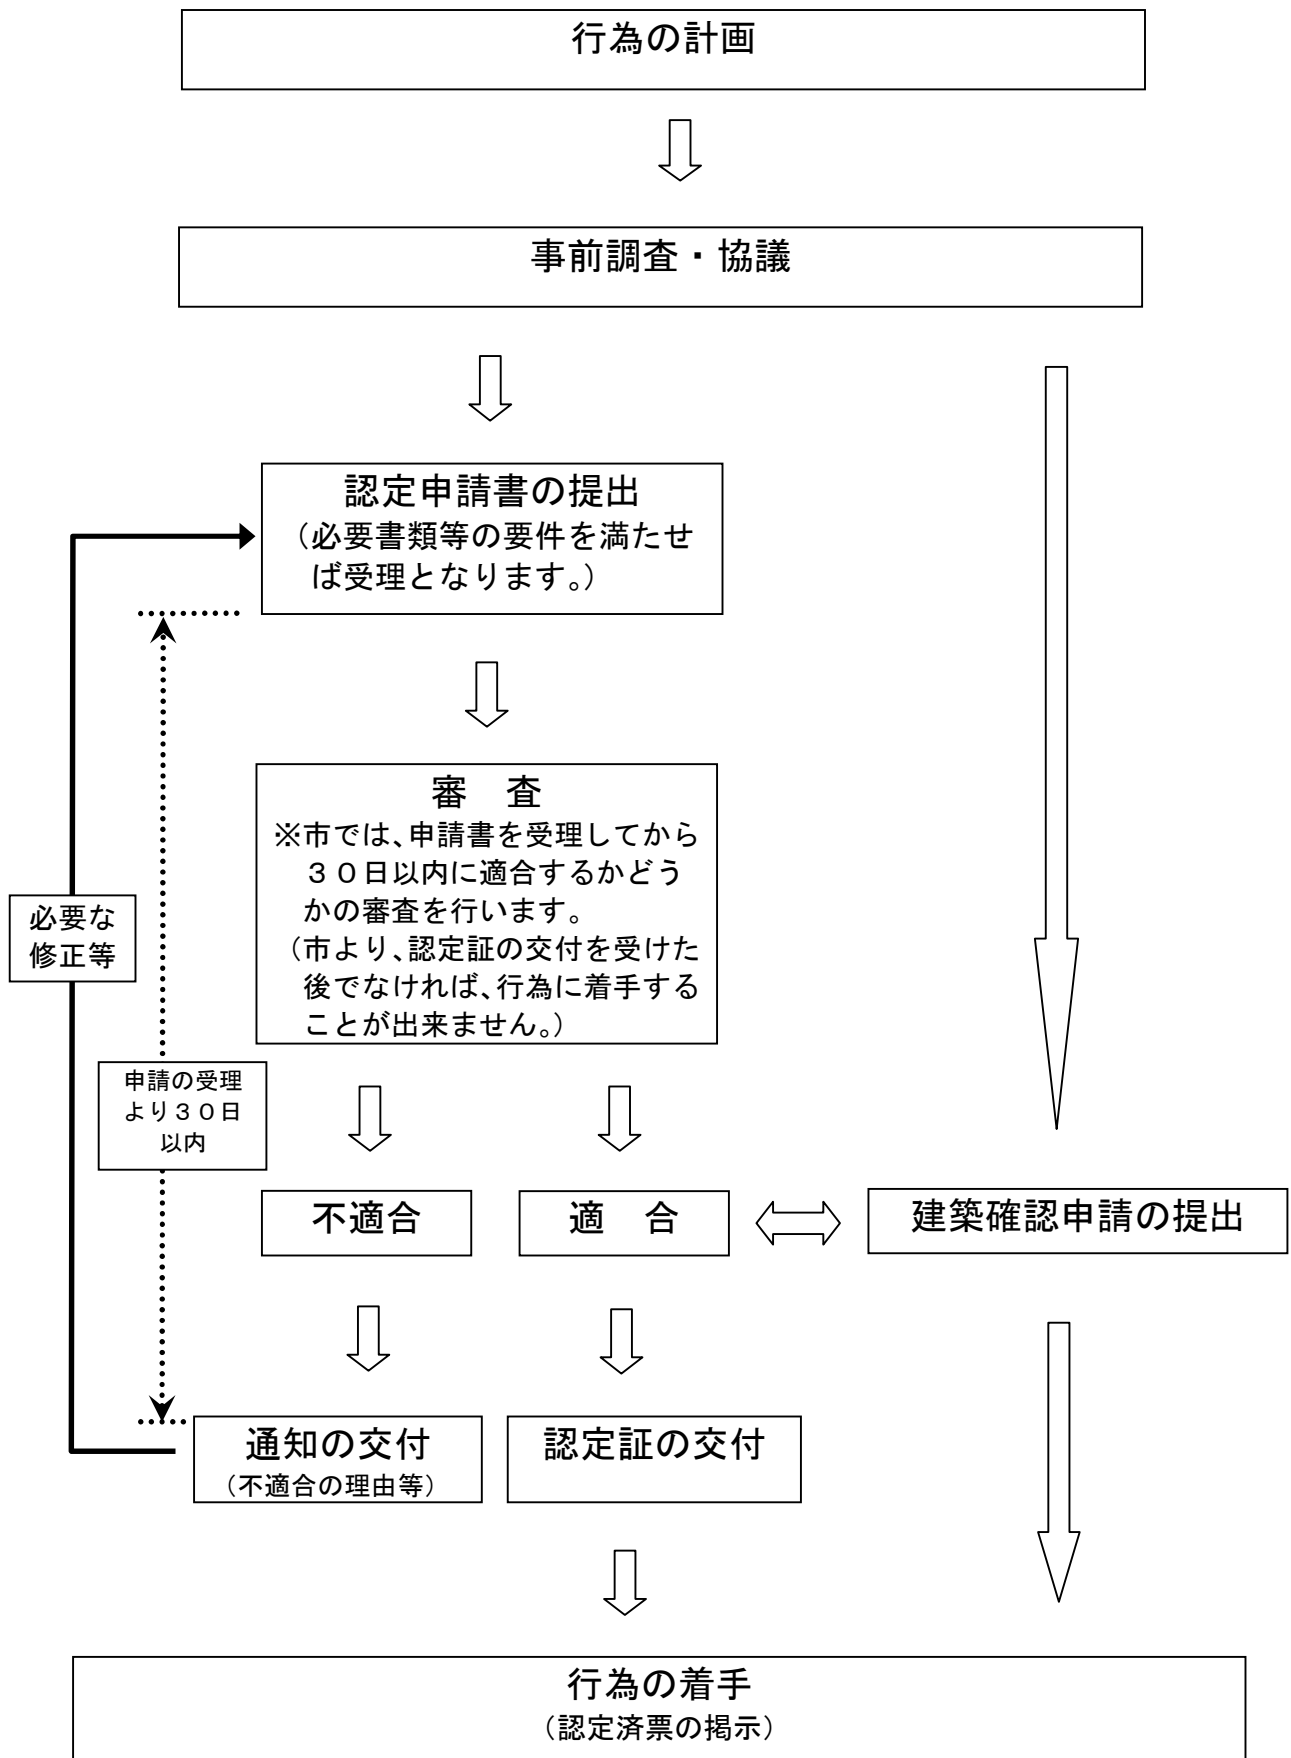 行為の計画
事前調査・協議
認定申請書の提出
（必要書類等の要件を満たせ
ば受理となります。）
審　査
※市では、申請書を受理してから
３０日以内に適合するかどう
かの審査を行います。
（市より、認定証の交付を受けた
後でなければ、行為に着手する
ことが出来ません。）
必要な
修正等
申請の受理
より３０日
以内
不適合
適　合
建築確認申請の提出
通知の交付
（不適合の理由等）
認定証の交付
行為の着手
（認定済票の掲示）